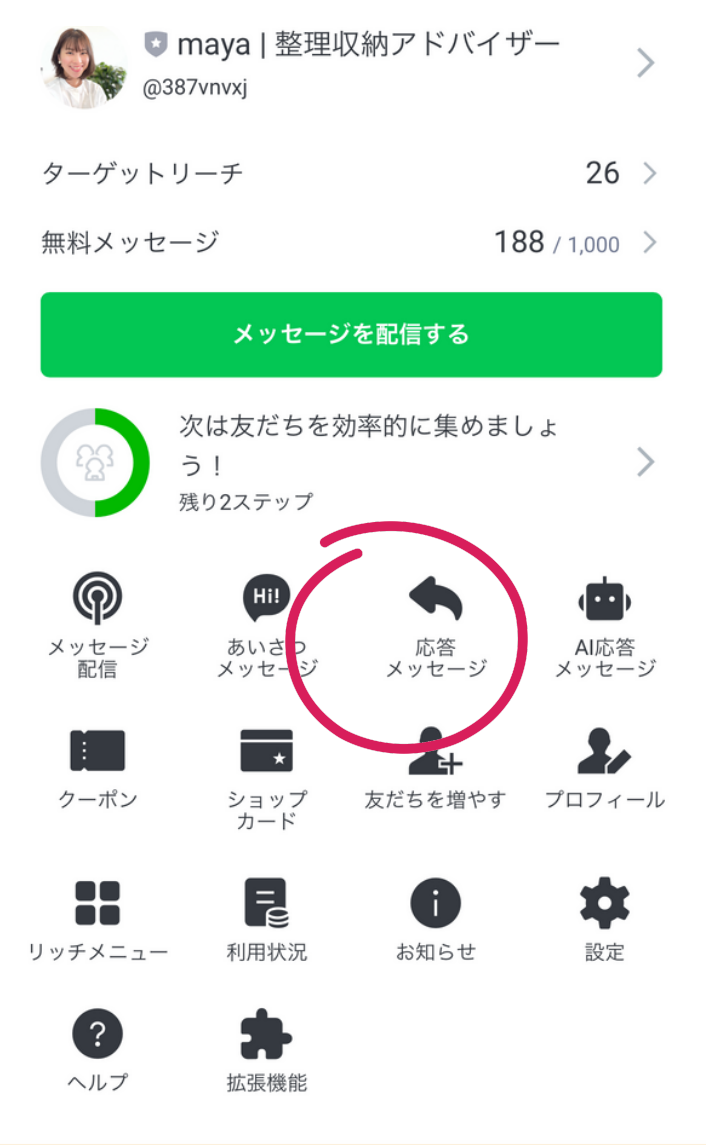 maya | 整理収納アドバイザー
@387vnvxj
ターゲットリーチ 26
無料メッセージ 188 / 1,000
メッセージを配信する
次は友だちを効率的に集めましょ
う！
残り2ステップ
メッセージ
配信
Hi!
あいさつ
メッセージ
応答
メッセージ
AI応答
メッセージ
クーポン
ショップ
カード
友だちを増やす
プロフィール
リッチメニュー
利用状況
お知らせ
設定
ヘルプ
拡張機能